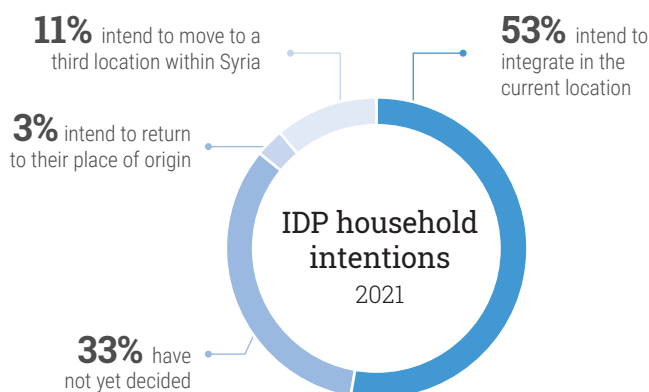 11% intend to move to a
third location within Syria
53% intend to
integrate in the
current location
3% intend to return
to their place of origin
IDP household
intentions
2021
33% have
not yet decided